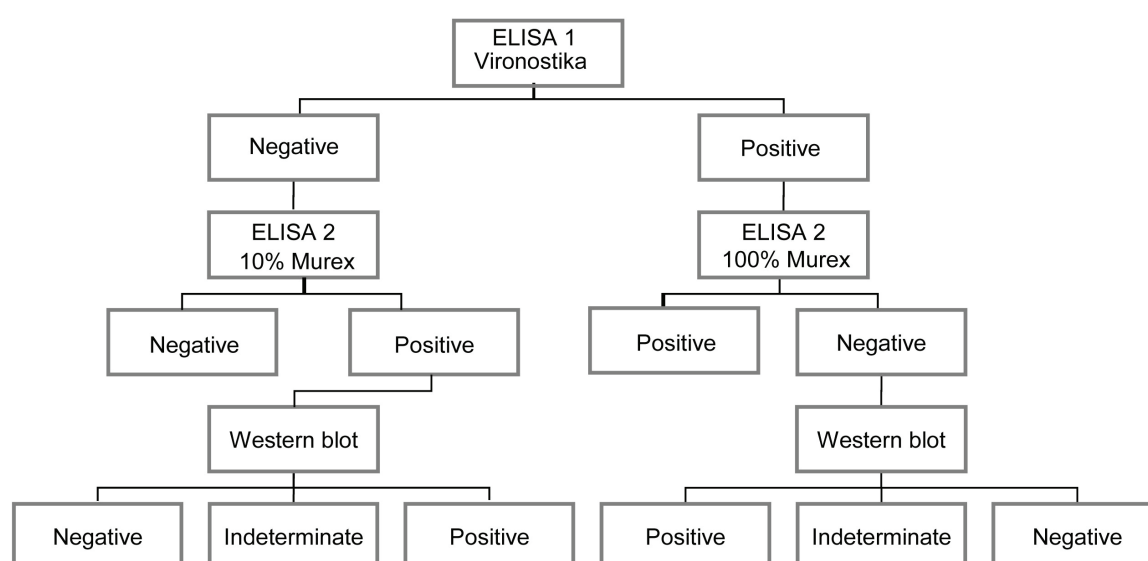 ELISA 1
Vironostika
Negative
Positive
ELISA 2
10% Murex
ELISA 2
100% Murex
Negative
Positive
Positive
Negative
Western blot
Western blot
Negative
Indeterminate
Positive
Positive
Indeterminate
Negative